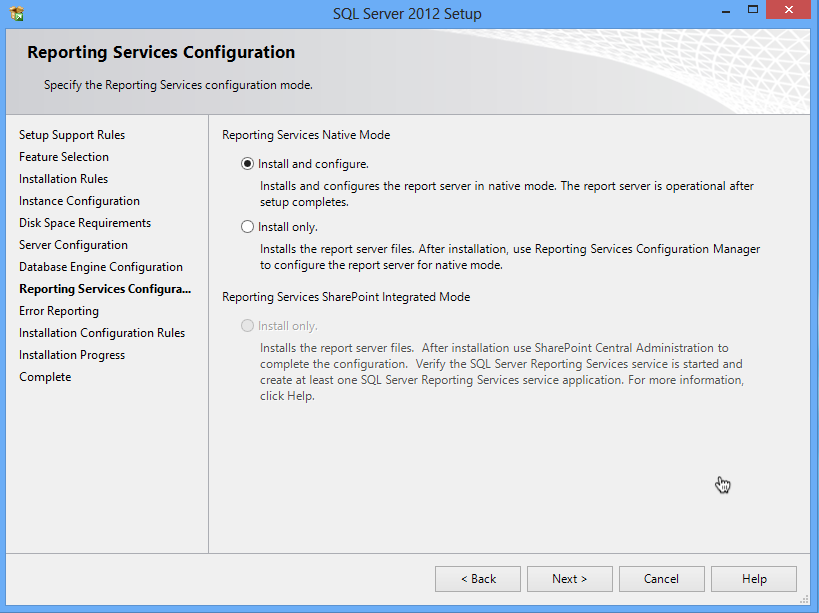 SQL Server 2012 Setup
Reporting Services Configuration
Specify the Reporting Services configuration mode.
Setup Support Rules
Feature Selection
Installation Rules
Instance Configuration
Disk Space Requirements
Server Configuration
Database Engine Configuration
Reporting Services Configura...
Error Reporting
Installation Configuration Rules
Installation Progress
Complete
Reporting Services Native Mode
Install and configure.
Installs and configures the report server in native mode. The report server is operational after
setup completes.
Install only.
Installs the report server files. After installation, use Reporting Services Configuration Manager
to configure the report server for native mode.
Reporting Services SharePoint Integrated Mode
Install only.
Installs the report server files.  After installation use SharePoint Central Administration to
complete the configuration.  Verify the SQL Server Reporting Services service is started and
create at least one SQL Server Reporting Services service application. For more information,
click Help.
< Back
Next >
Cancel
Help